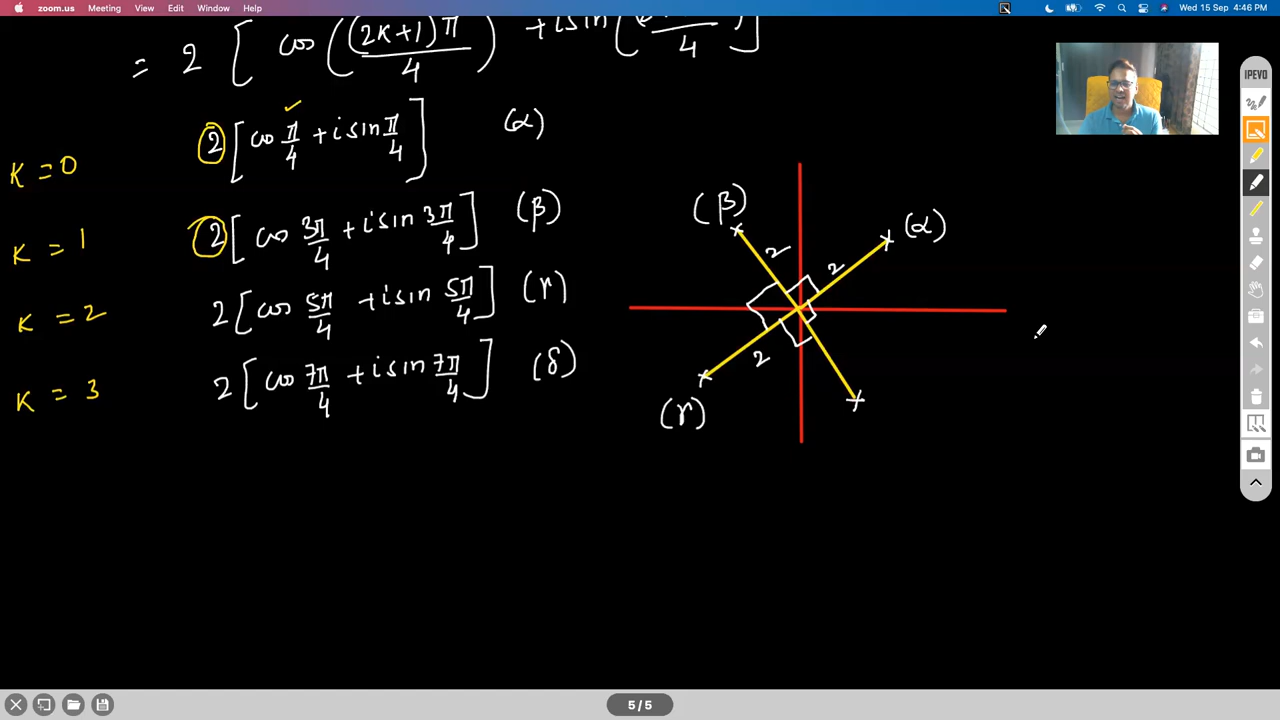 zoom.us Meeting View Edit Window Help Wed 15 Sep 4:46 PM
= 2 [ cos ((2K+1)π/4) + i sin ( /4 ) ]
IPEVO
K = 0 2 [cos π/4 + i sin π/4] (α)
K = 1 2 [cos 3π/4 + i sin 3π/4] (β)
K = 2 2 [cos 5π/4 + i sin 5π/4] (r)
K = 3 2 [cos 7π/4 + i sin 7π/4] (δ)
(β) (α)
2 2
2
(r)
5 / 5